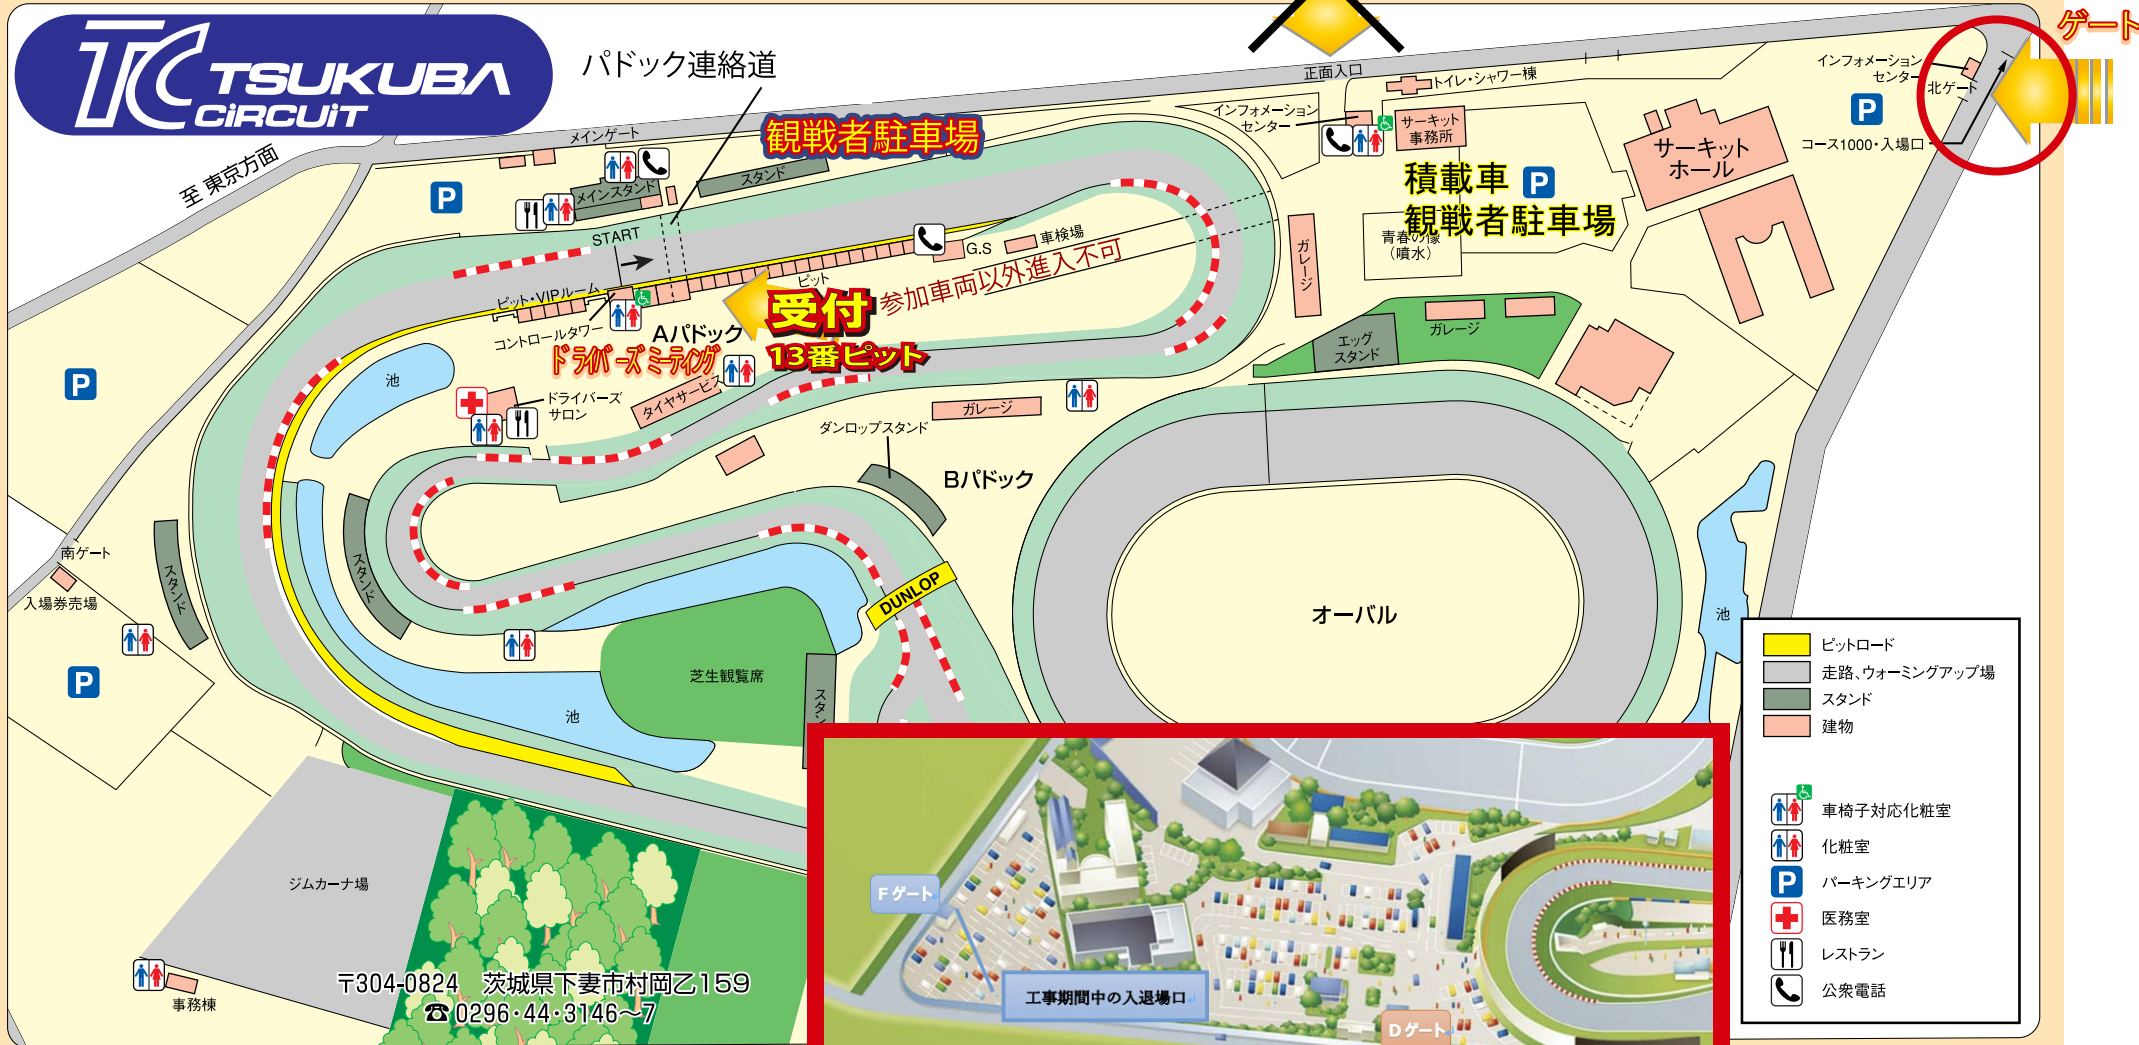 TC TSUKUBA
CiRCUiT
パドック連絡道
至 東京方面
メインゲート
観戦者駐車場
スタンド
メインスタンド
正面入口
トイレ・シャワー棟
インフォメーション
センター
サーキット
事務所
積載車
P
観戦者駐車場
青春の像
(噴水)
サーキット
ホール
ゲート
インフォメーション
センター
北ゲート
P
コース1000・入場口
P
START
ピット・VIPルーム
コントロールタワー
ピット
G.S
車検場
参加車両以外進入不可
受付
13番ピット
Aパドック
ドライバーズミーティング
ガレージ
ガレージ
エッグ
スタンド
池
ドライバーズ
サロン
タイヤサービス
ガレージ
ダンロップスタンド
Bパドック
P
南ゲート
入場券売場
スタンド
スタンド
P
DUNLOP
オーバル
池
芝生観覧席
池
スタン
ジムカーナ場
事務棟
〒304-0824 茨城県下妻市村岡乙159
☎0296・44・3146～7
Fゲート
工事期間中の入退場口
Dゲート
ピットロード
走路、ウォーミングアップ場
スタンド
建物
車椅子対応化粧室
化粧室
P パーキングエリア
医務室
レストラン
公衆電話